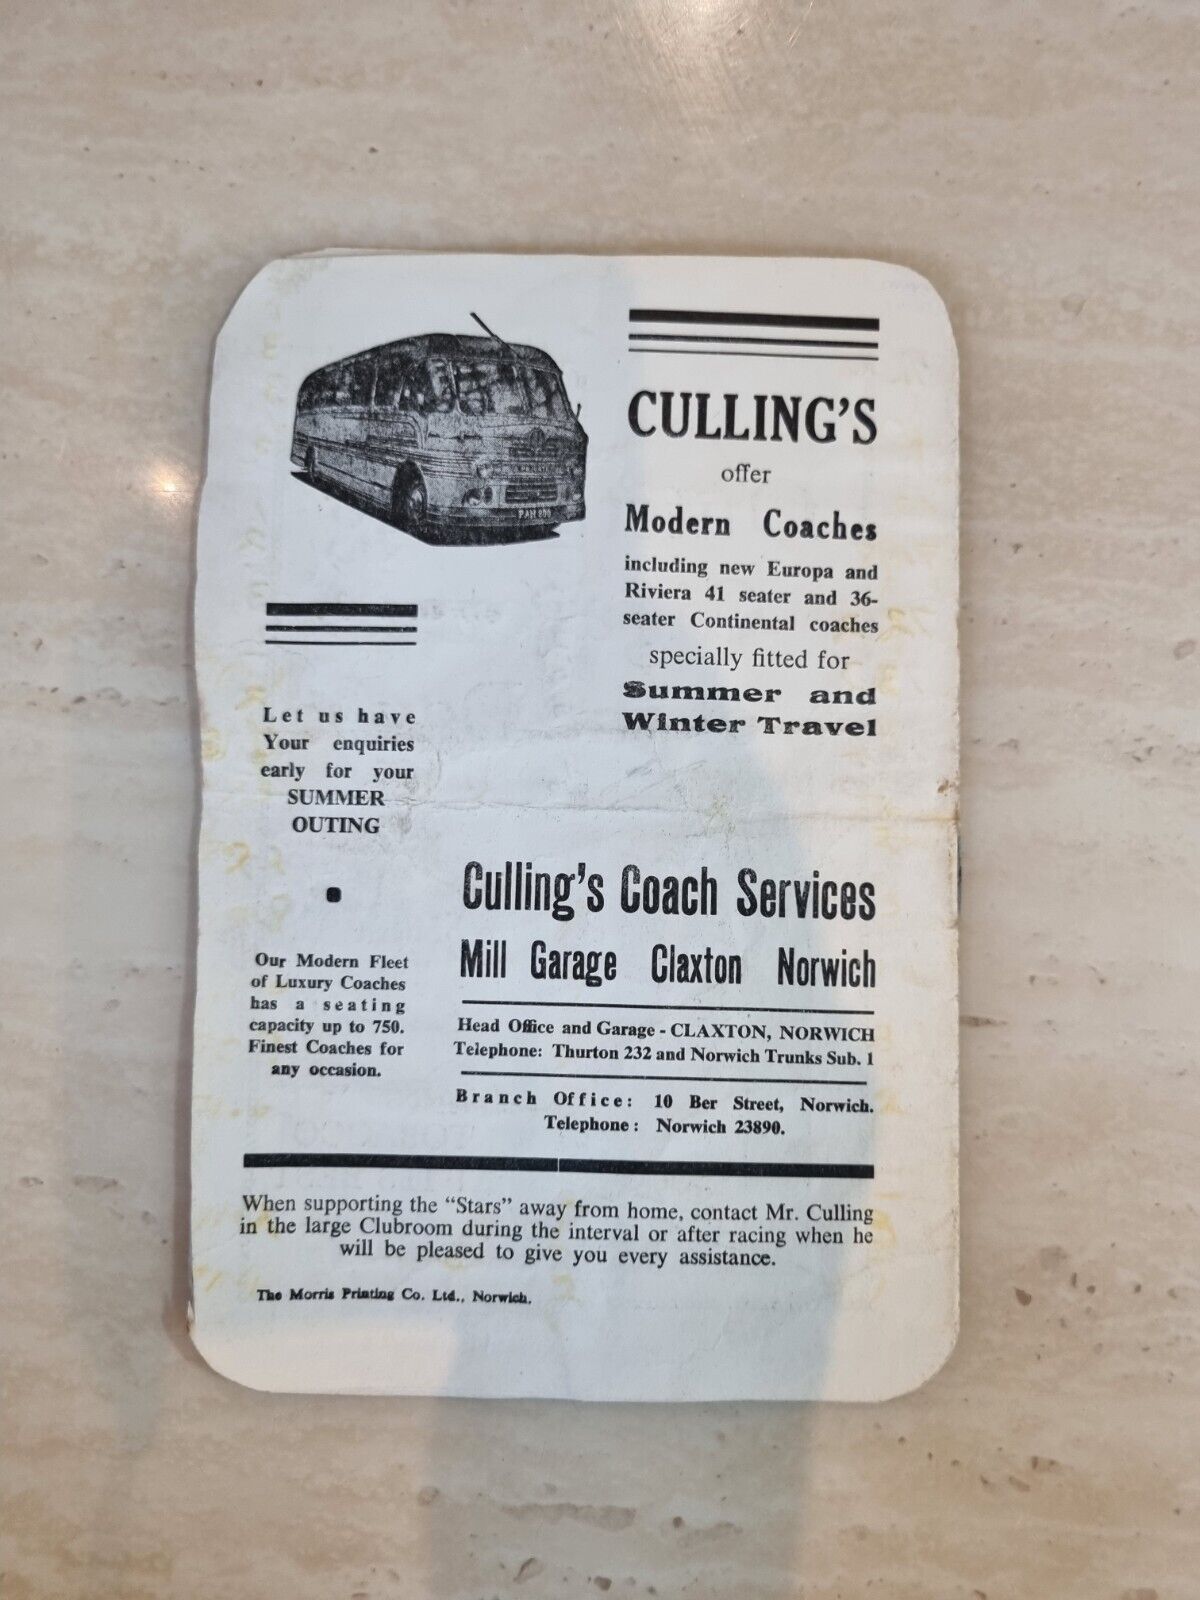 CULLING'S
offer
Modern Coaches
including new Europa and
Riviera 41 seater and 36-
seater Continental coaches
specially fitted for
Summer and
Winter Travel
Let us have
Your enquiries
early for your
SUMMER
OUTING
Our Modern Fleet
of Luxury Coaches
has a seating
capacity up to 750.
Finest Coaches for
any occasion.
Culling's Coach Services
Mill Garage Claxton Norwich
Head Office and Garage - CLAXTON, NORWICH
Telephone: Thurton 232 and Norwich Trunks Sub. 1
Branch Office: 10 Ber Street, Norwich.
Telephone: Norwich 23890.
When supporting the "Stars" away from home, contact Mr. Culling
in the large Clubroom during the interval or after racing when he
will be pleased to give you every assistance.
The Morris Printing Co. Ltd., Norwich.